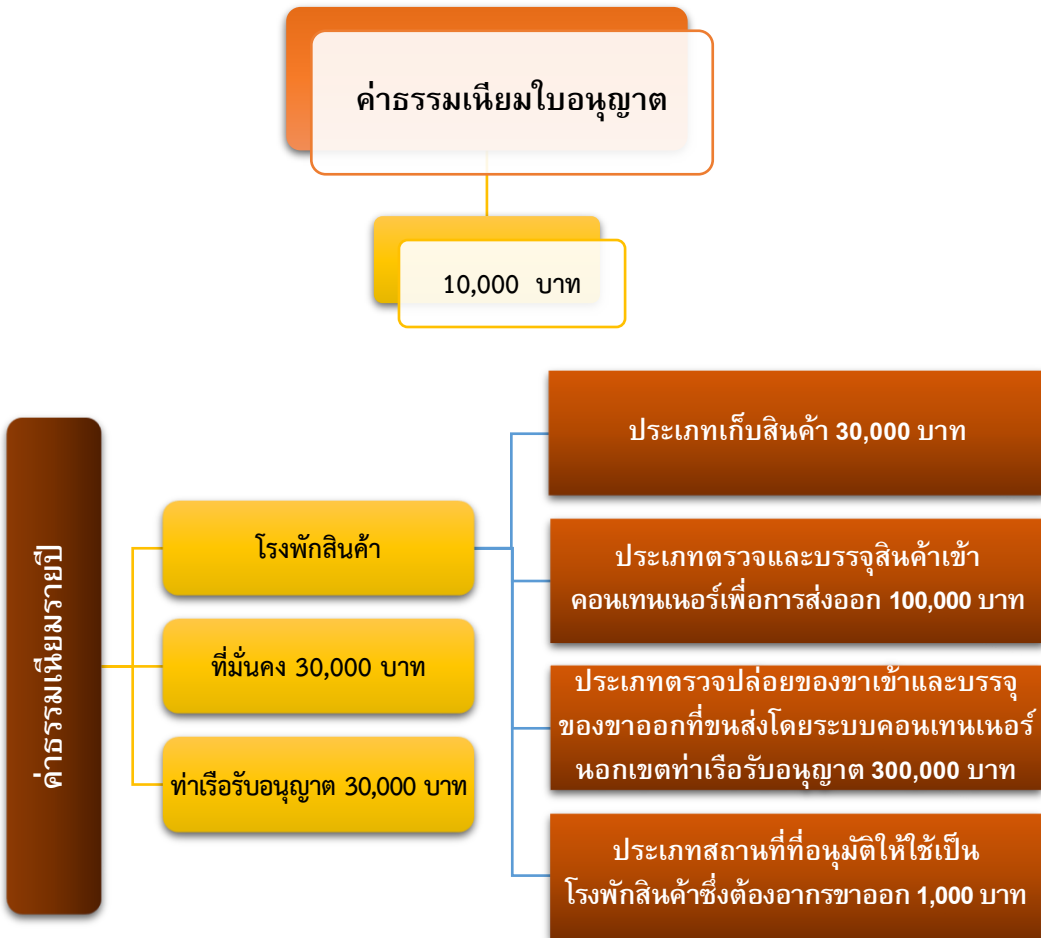 ค่าธรรมเนียมใบอนุญาต
10,000 บาท
ค่าธรรมเนียมรายปี
โรงพักสินค้า
ที่มั่นคง 30,000 บาท
ท่าเรือรับอนุญาต 30,000 บาท
ประเภทเก็บสินค้า 30,000 บาท
ประเภทตรวจและบรรจุสินค้าเข้า
คอนเทนเนอร์เพื่อการส่งออก 100,000 บาท
ประเภทตรวจปล่อยของขาเข้าและบรรจุ
ของขาออกที่ขนส่งโดยระบบคอนเทนเนอร์
นอกเขตท่าเรือรับอนุญาต 300,000 บาท
ประเภทสถานที่ที่อนุมัติให้ใช้เป็น
โรงพักสินค้าซึ่งต้องอากรขาออก 1,000 บาท